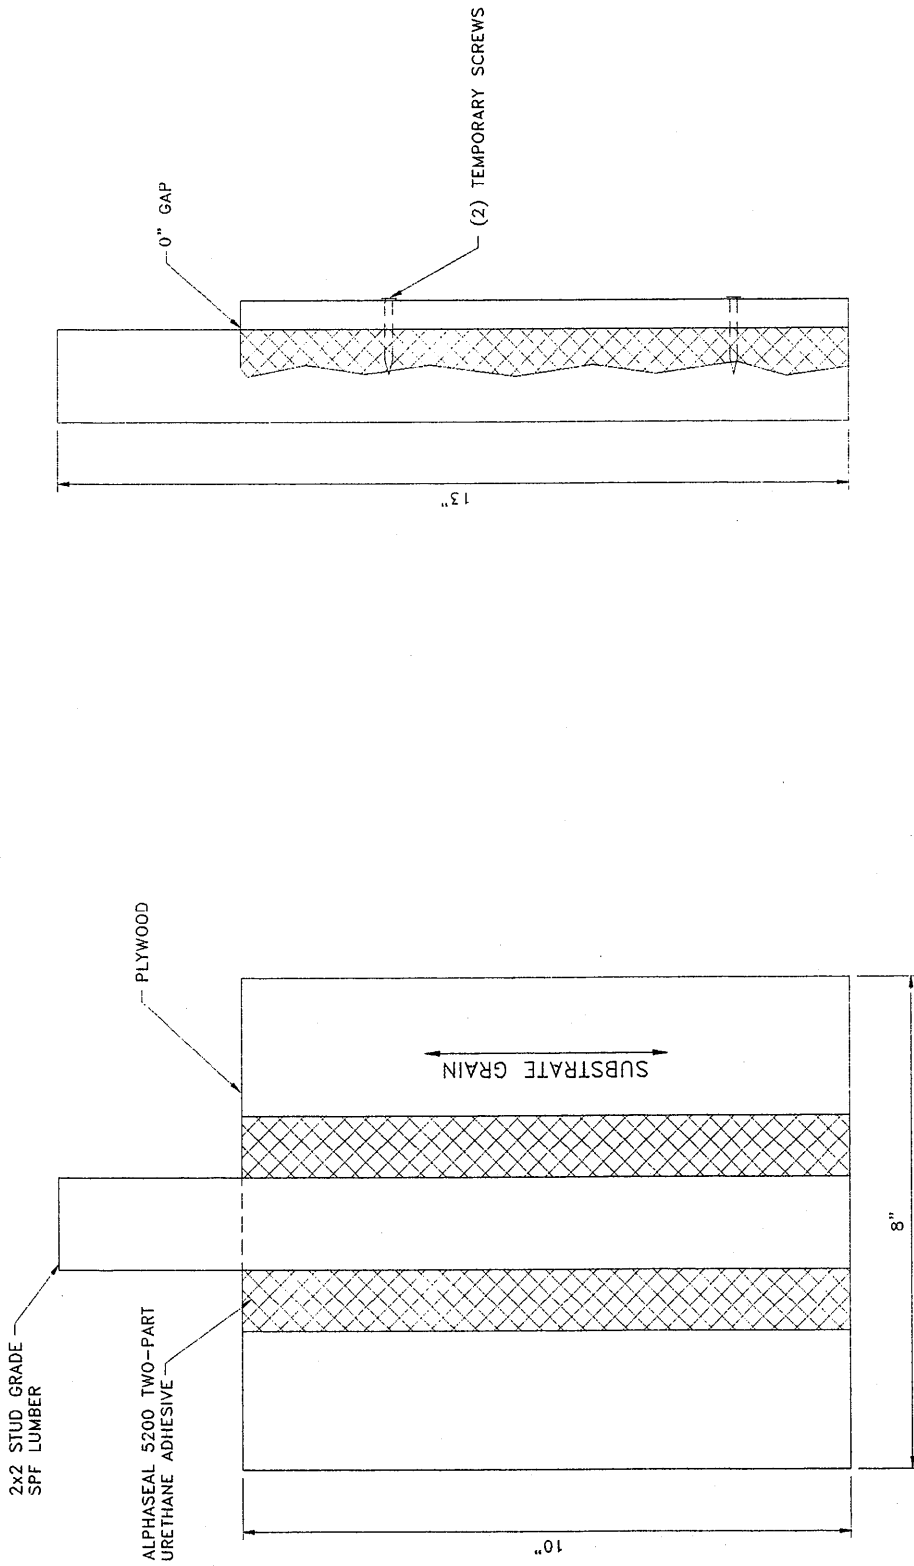 2x2 STUD GRADE
SPF LUMBER
ALPHASEAL 5200 TWO-PART
URETHANE ADHESIVE
PLYWOOD
SUBSTRATE GRAIN
10"
8"
0" GAP
(2) TEMPORARY SCREWS
13"